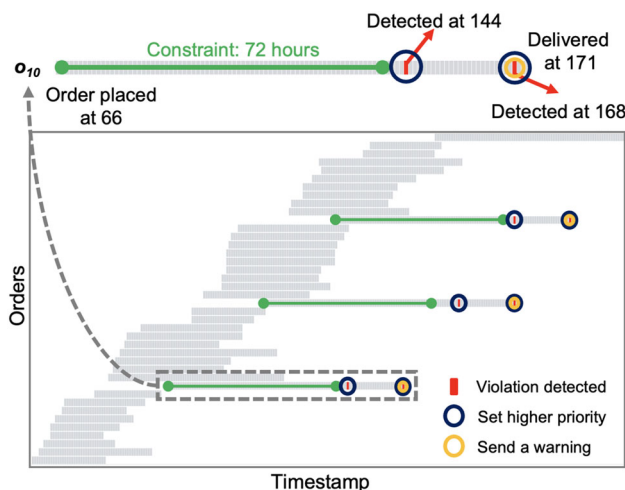 Detected at 144
Constraint: 72 hours
Delivered
at 171
o10
Order placed
at 66
Detected at 168
Orders
Violation detected
Set higher priority
Send a warning
Timestamp